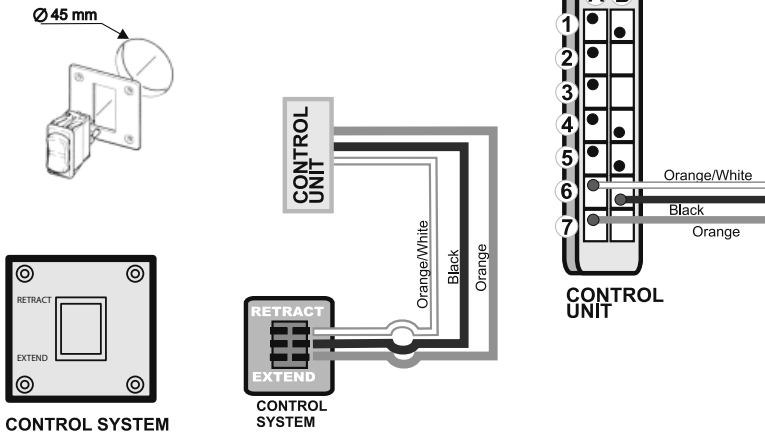 Ø 45 mm
RETRACT
EXTEND
CONTROL SYSTEM
CONTROL
UNIT
Orange/White
Black
Orange
RETRACT
EXTEND
CONTROL
SYSTEM
A B
1
2
3
4
5
6
7
Orange/White
Black
Orange
CONTROL
UNIT